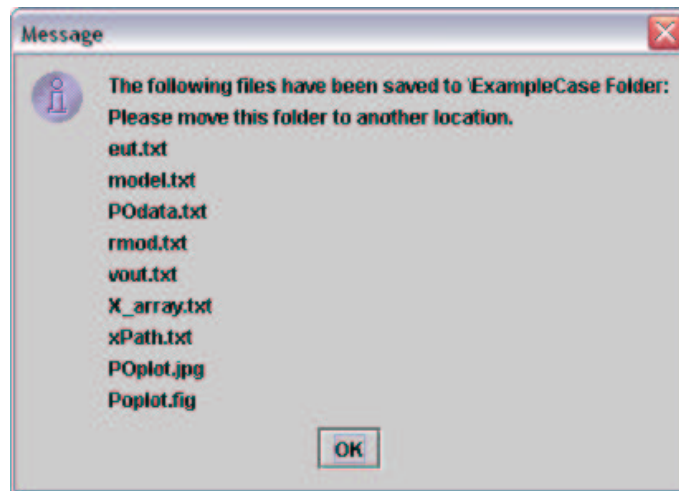 Message
The following files have been saved to \ExampleCase Folder:
Please move this folder to another location.
eut.txt
model.txt
POdata.txt
rmod.txt
vout.txt
X_array.txt
xPath.txt
POplot.jpg
Poplot.fig
OK